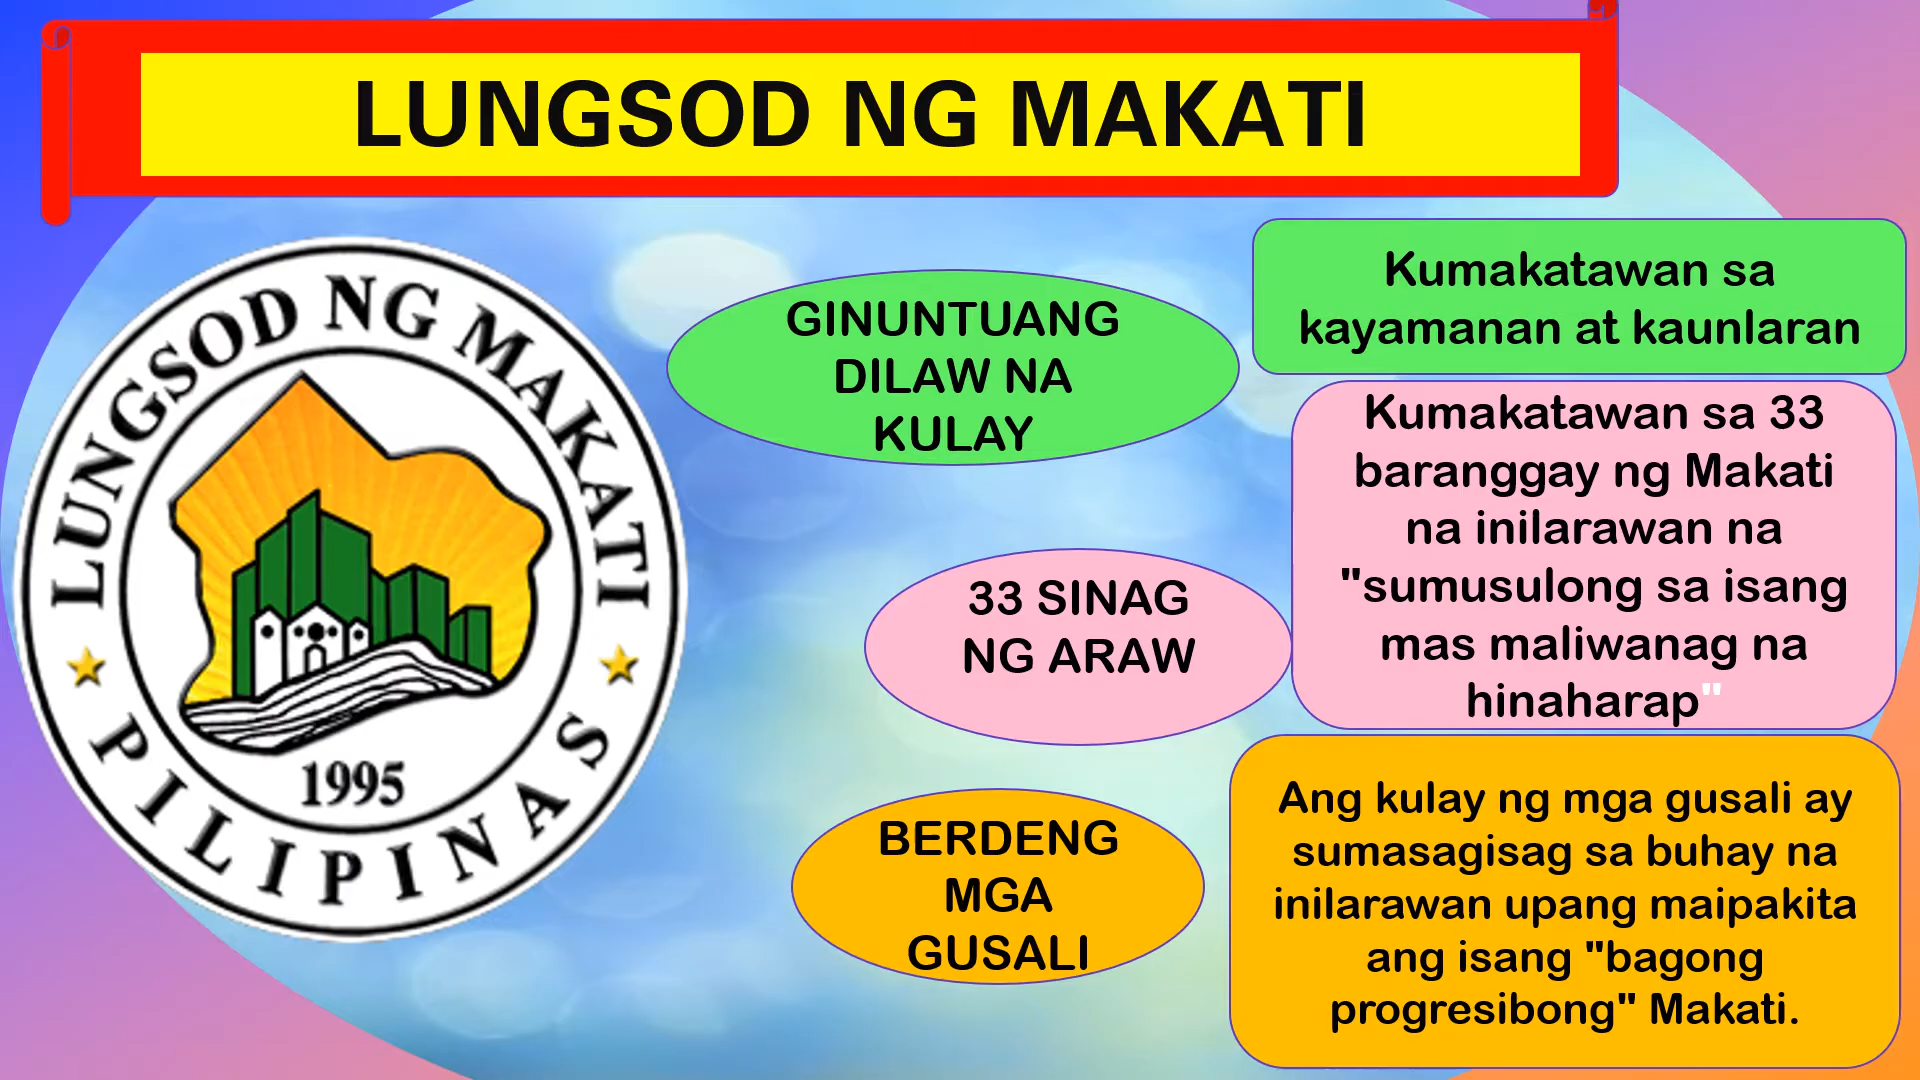 LUNGSOD NG MAKATI
LUNGSOD NG MAKATI
1995
PILIPINAS
GINUNTUANG
DILAW NA
KULAY
Kumakatawan sa
kayamanan at kaunlaran
33 SINAG
NG ARAW
Kumakatawan sa 33
baranggay ng Makati
na inilarawan na
"sumusulong sa isang
mas maliwanag na
hinaharap"
BERDENG
MGA
GUSALI
Ang kulay ng mga gusali ay
sumasagisag sa buhay na
inilarawan upang maipakita
ang isang "bagong
progresibong" Makati.